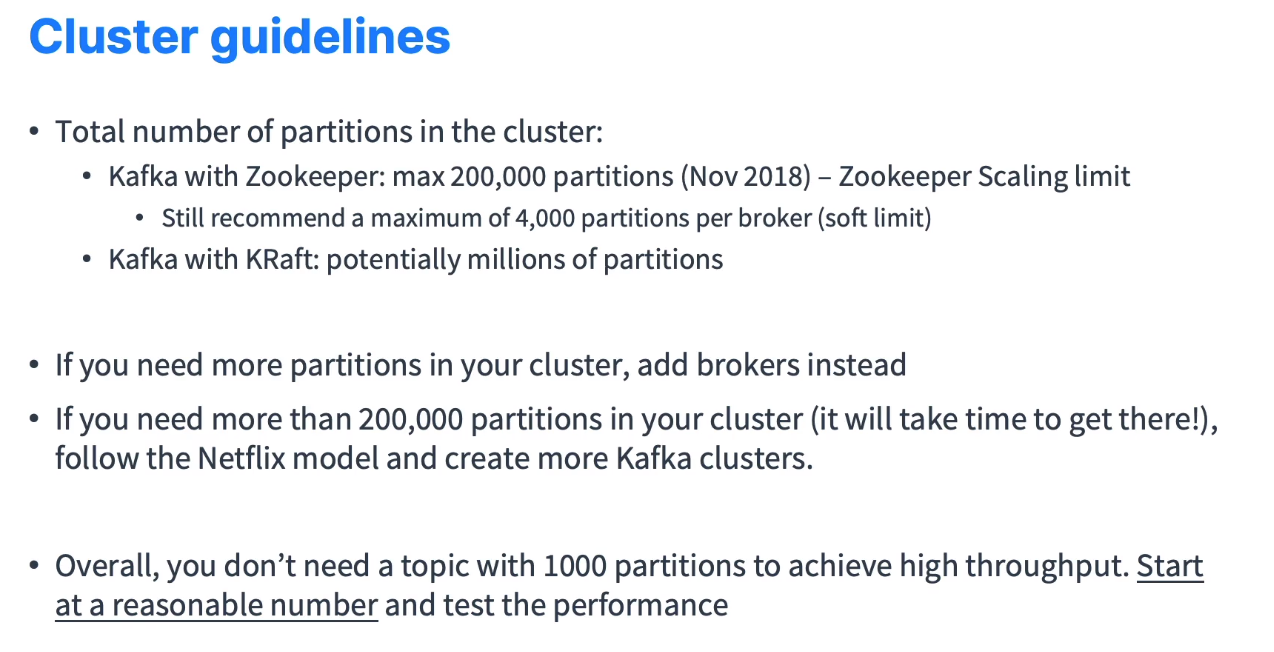 Cluster guidelines
• Total number of partitions in the cluster:
• Kafka with Zookeeper: max 200,000 partitions (Nov 2018) – Zookeeper Scaling limit
• Still recommend a maximum of 4,000 partitions per broker (soft limit)
• Kafka with KRaft: potentially millions of partitions
• If you need more partitions in your cluster, add brokers instead
• If you need more than 200,000 partitions in your cluster (it will take time to get there!),
follow the Netflix model and create more Kafka clusters.
• Overall, you don’t need a topic with 1000 partitions to achieve high throughput. Start
at a reasonable number and test the performance